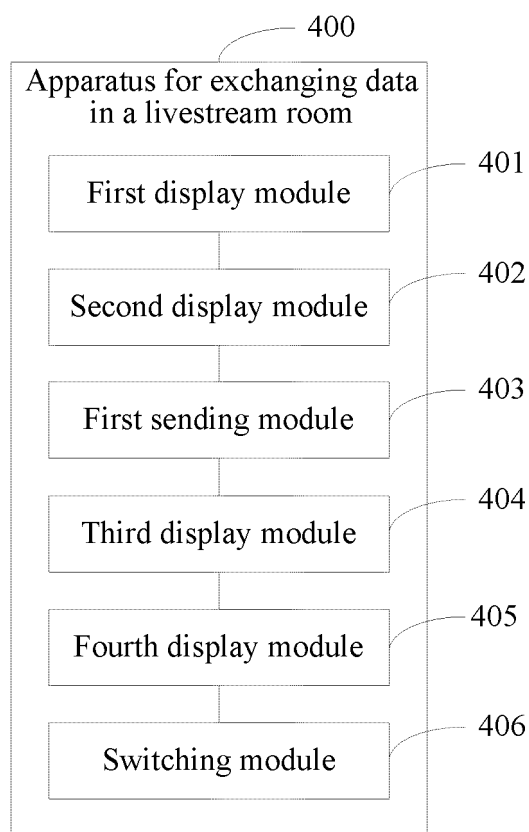 400
Apparatus for exchanging data
in a livestream room
First display module
401
Second display module
402
First sending module
403
Third display module
404
Fourth display module
405
Switching module
406